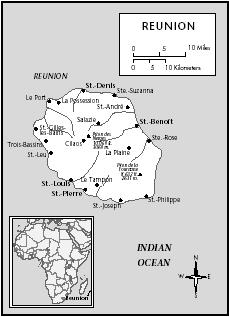 REUNION
0 5 10 Miles
0 5 10 Kilometers
REUNION
St.-Denis
Ste.-Suzanna
Le Port
La Possession
St.-André
Salazie
St.-Benoît
St.-Gilles-
les-Bains
Ste-Rose
Trois-Bassins
Cilaos
La Plaine
St.-Leu
St.-Louis
Le Tampon
St.-Pierre
St.-Philippe
St.-Joseph
INDIAN
OCEAN
N
W E
S
Reunion